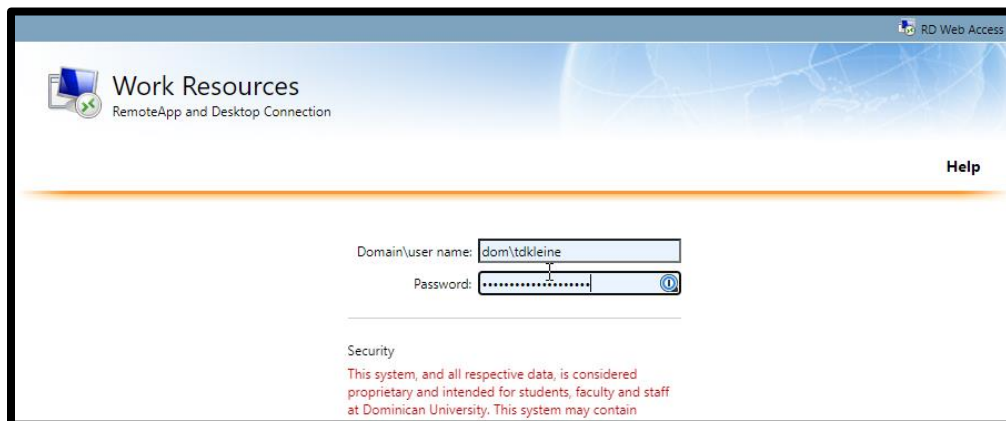 RD Web Access
Work Resources
RemoteApp and Desktop Connection
Help
Domain\user name: dom\tdkleine
Password: ••••••••••••••••••••
Security
This system, and all respective data, is considered
proprietary and intended for students, faculty and staff
at Dominican University. This system may contain